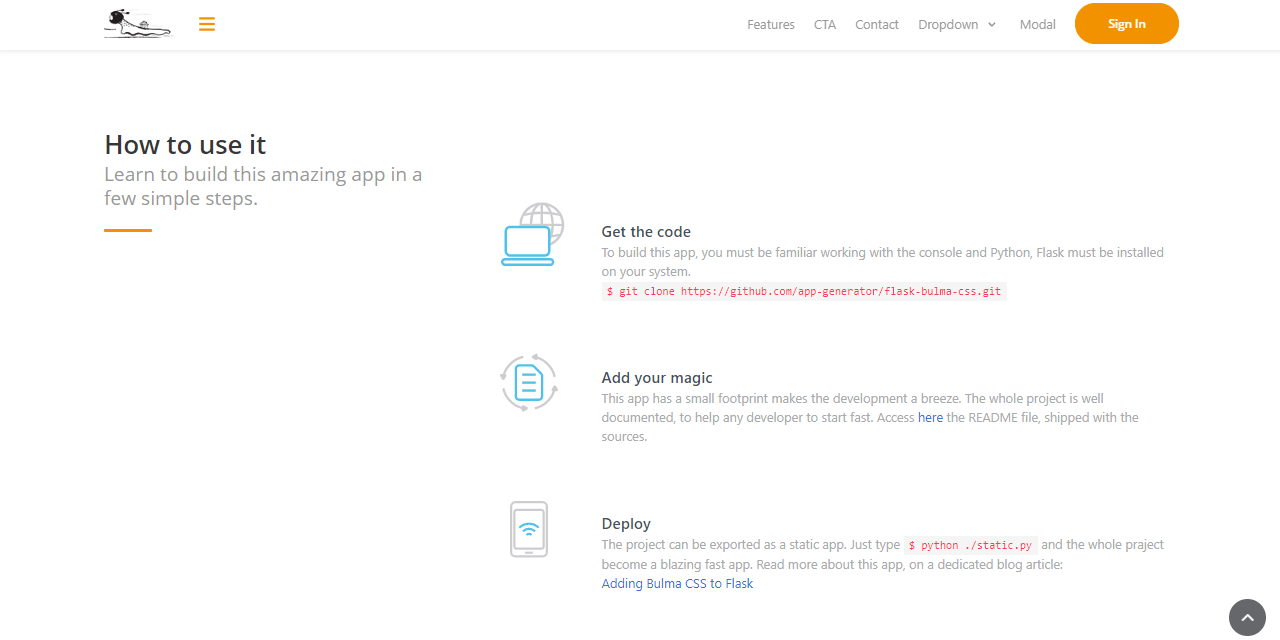 Features CTA Contact Dropdown Modal Sign In
How to use it
Learn to build this amazing app in a
few simple steps.
Get the code
To build this app, you must be familiar working with the console and Python, Flask must be installed
on your system.
$ git clone https://github.com/app-generator/flask-bulma-css.git
Add your magic
This app has a small footprint makes the development a breeze. The whole project is well
documented, to help any developer to start fast. Access here the README file, shipped with the
sources.
Deploy
The project can be exported as a static app. Just type $ python ./static.py and the whole praject
become a blazing fast app. Read more about this app, on a dedicated blog article:
Adding Bulma CSS to Flask